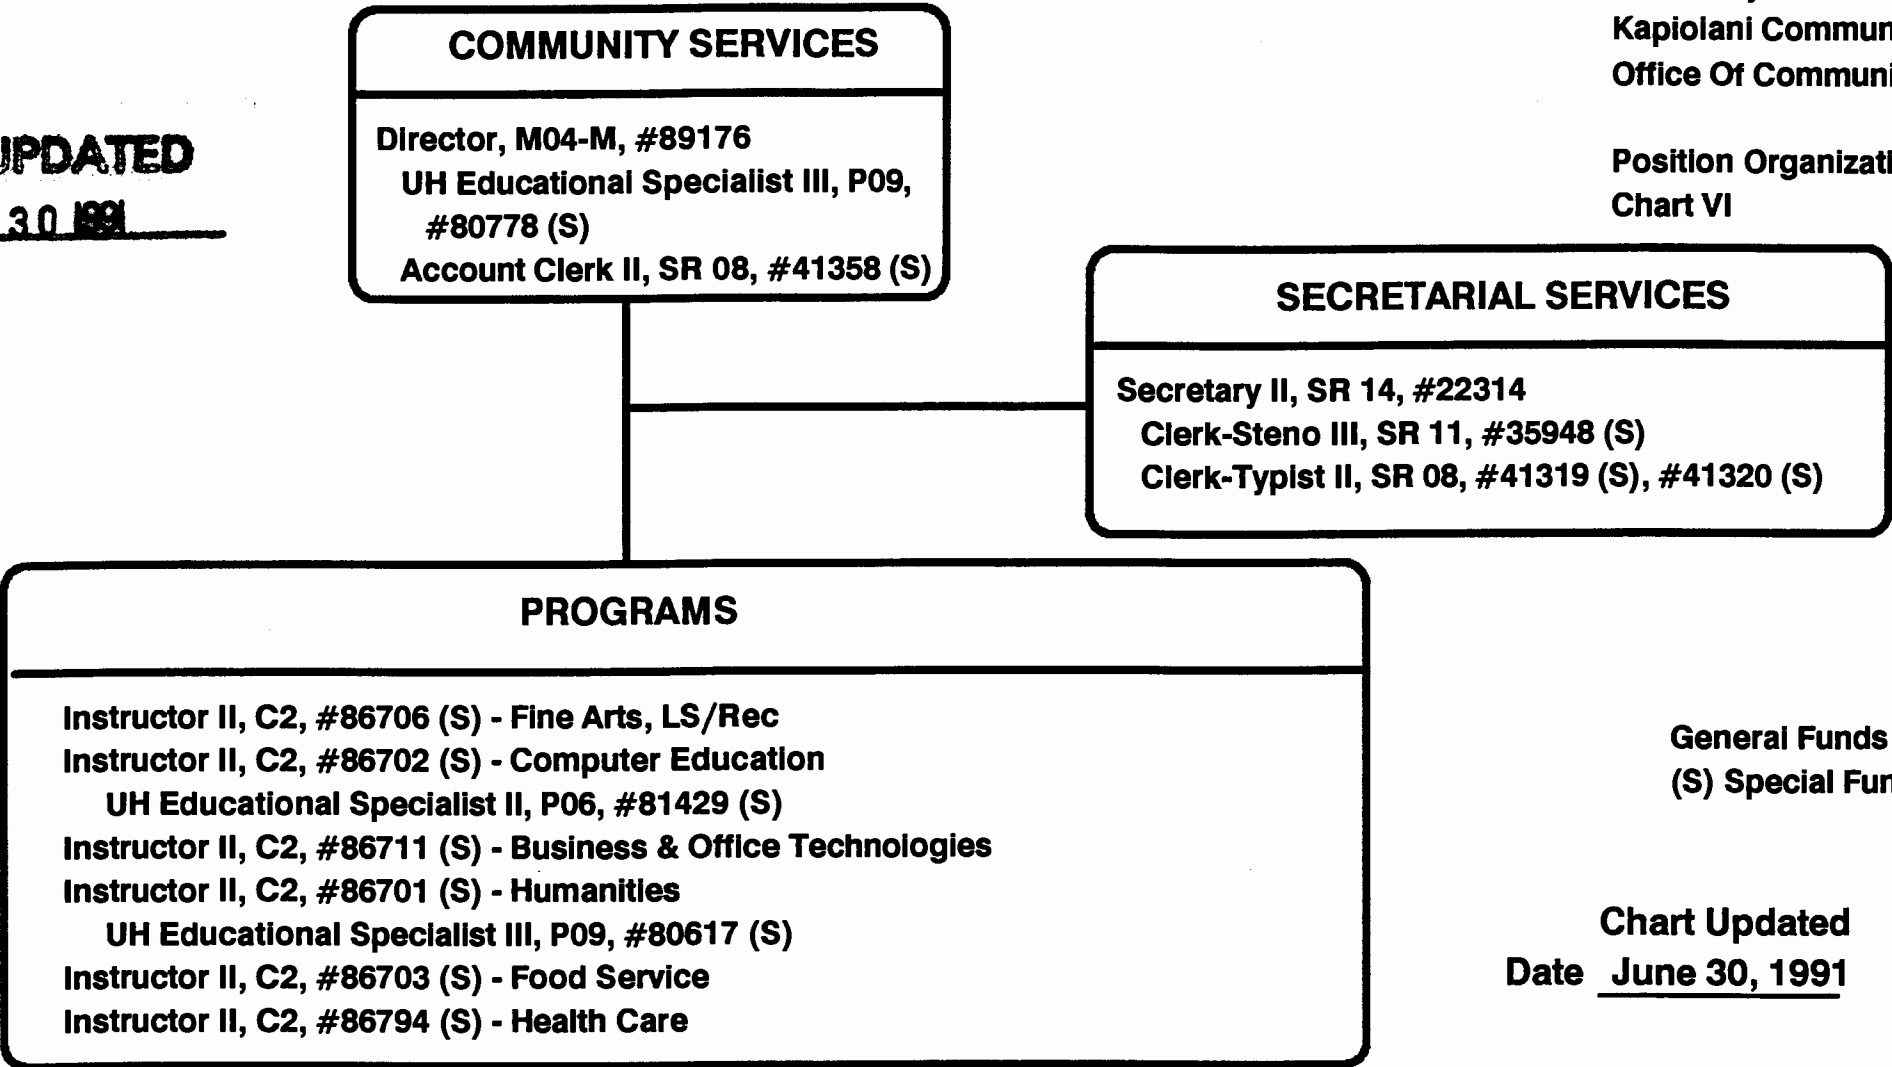 COMMUNITY SERVICES
Director, M04-M, #89176
UH Educational Specialist III, P09,
#80778 (S)
Account Clerk II, SR 08, #41358 (S)
UPDATED
30 1991
Kapiolani Commun
Office Of Communi
Position Organizati
Chart VI
SECRETARIAL SERVICES
Secretary II, SR 14, #22314
Clerk-Steno III, SR 11, #35948 (S)
Clerk-Typist II, SR 08, #41319 (S), #41320 (S)
PROGRAMS
Instructor II, C2, #86706 (S) - Fine Arts, LS/Rec
Instructor II, C2, #86702 (S) - Computer Education
UH Educational Specialist II, P06, #81429 (S)
Instructor II, C2, #86711 (S) - Business & Office Technologies
Instructor II, C2, #86701 (S) - Humanities
UH Educational Specialist III, P09, #80617 (S)
Instructor II, C2, #86703 (S) - Food Service
Instructor II, C2, #86794 (S) - Health Care
General Funds
(S) Special Fun
Chart Updated
Date June 30, 1991